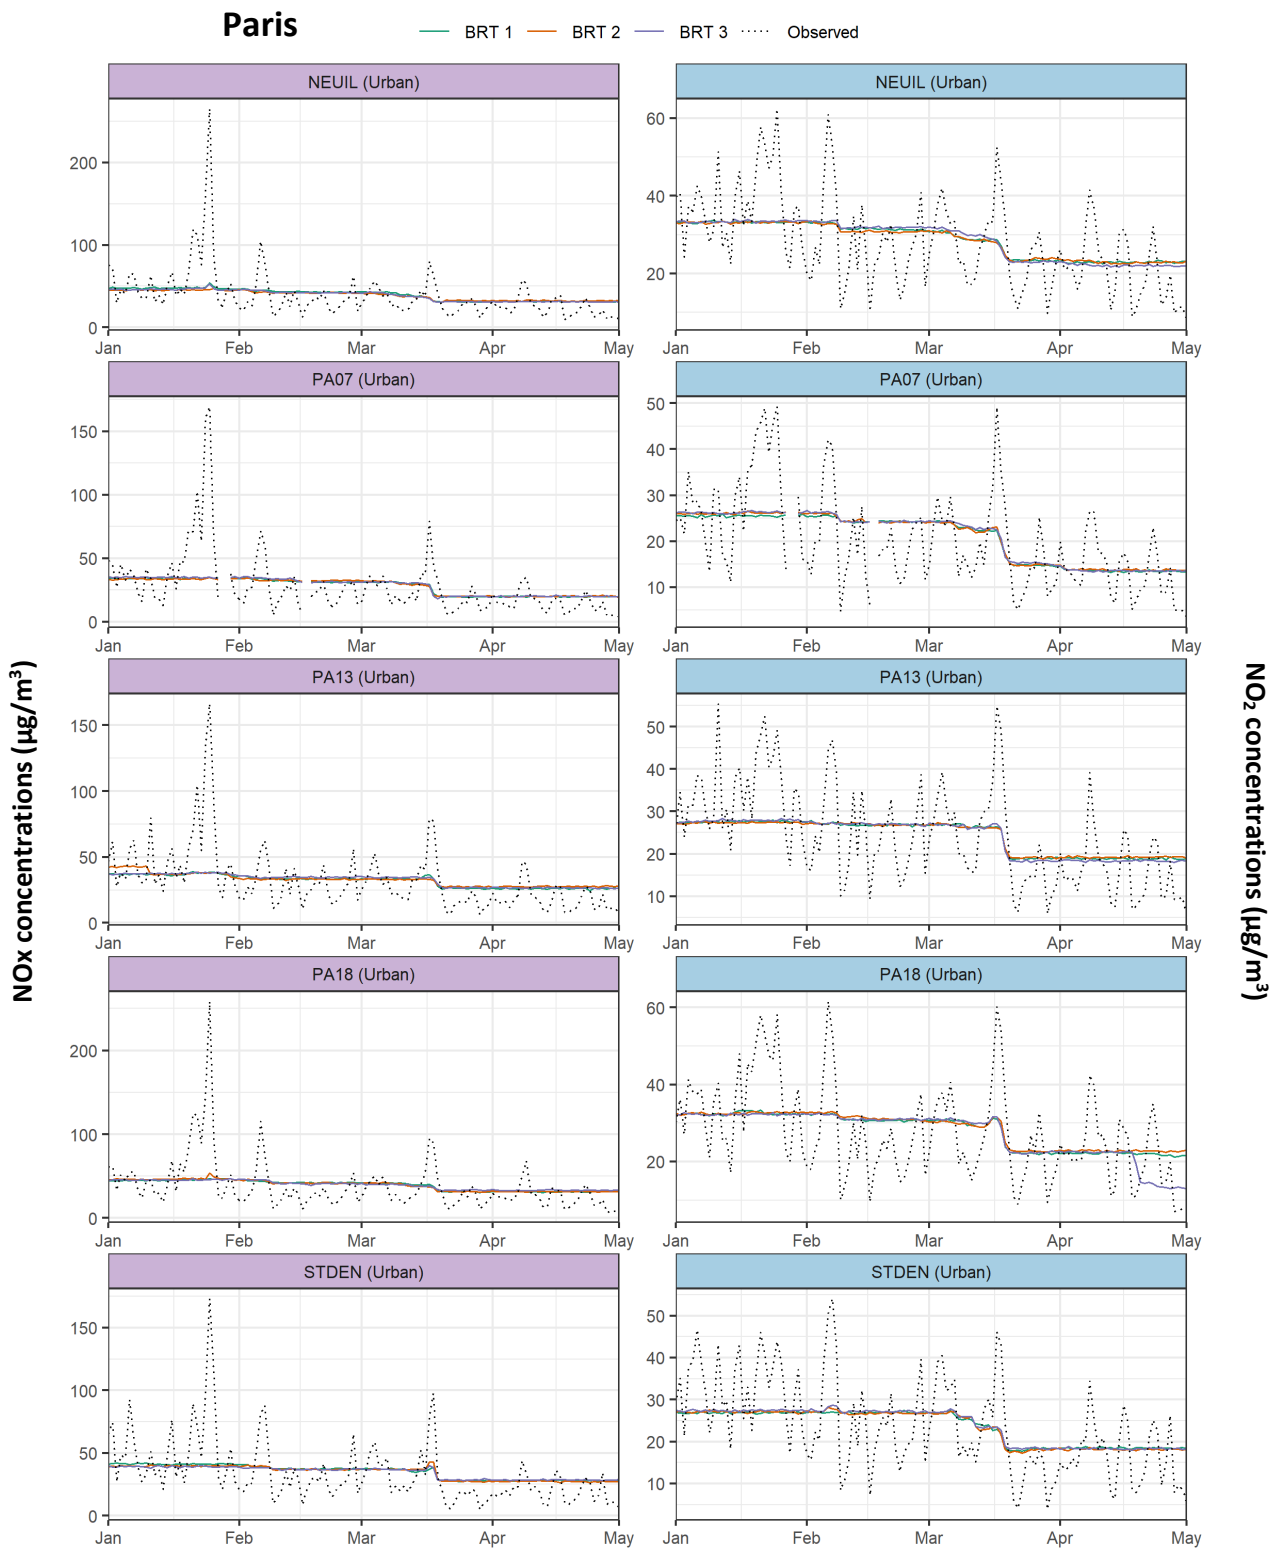 Paris
BRT 1 BRT 2 BRT 3 Observed
NEUIL (Urban) NEUIL (Urban)
200
100
0
60
40
20
Jan Feb Mar Apr May Jan Feb Mar Apr May
PA07 (Urban) PA07 (Urban)
150
100
50
0
50
40
30
20
10
Jan Feb Mar Apr May Jan Feb Mar Apr May
NOx concentrations (µg/m³)
NO₂ concentrations (µg/m³)
PA13 (Urban) PA13 (Urban)
150
100
50
0
50
40
30
20
10
Jan Feb Mar Apr May Jan Feb Mar Apr May
PA18 (Urban) PA18 (Urban)
200
100
0
60
40
20
Jan Feb Mar Apr May Jan Feb Mar Apr May
STDEN (Urban) STDEN (Urban)
150
100
50
0
50
40
30
20
10
Jan Feb Mar Apr May Jan Feb Mar Apr May